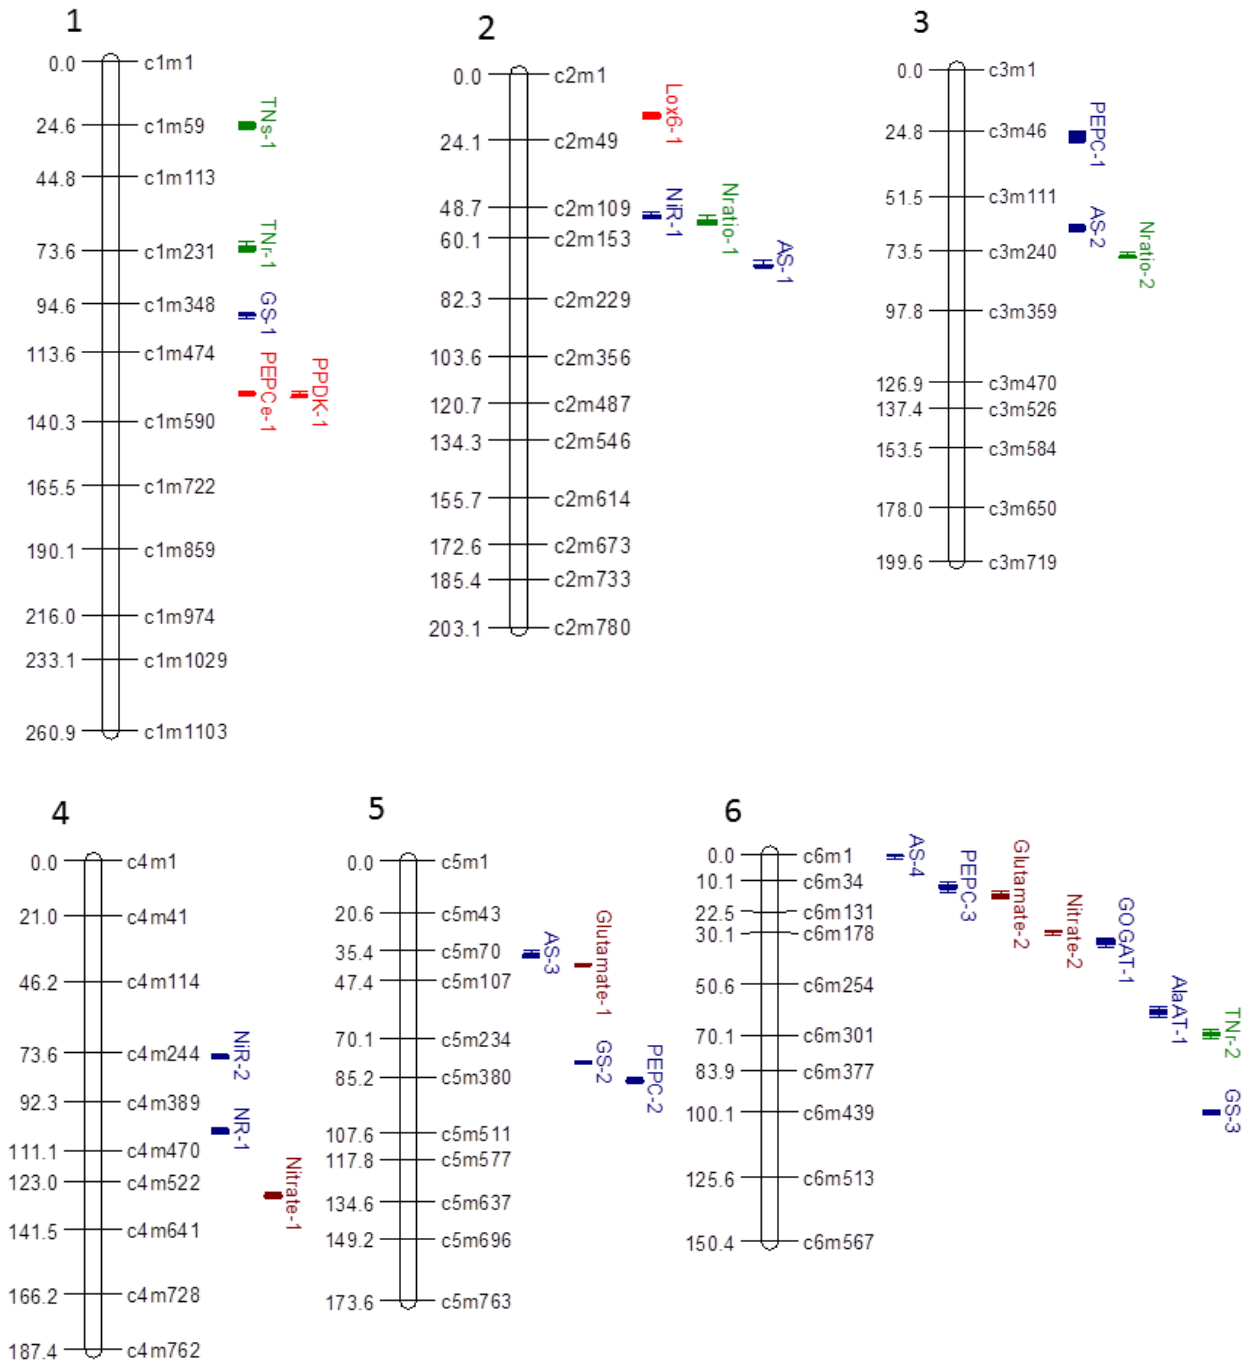 1
0.0 c1m1
24.6 c1m59
44.8 c1m113
73.6 c1m231
94.6 c1m348
113.6 c1m474
140.3 c1m590
165.5 c1m722
190.1 c1m859
216.0 c1m974
233.1 c1m1029
260.9 c1m1103
TNs-1
TNr-1
GS-1
PEPCe-1
PPDK-1
2
0.0 c2m1
24.1 c2m49
48.7 c2m109
60.1 c2m153
82.3 c2m229
103.6 c2m356
120.7 c2m487
134.3 c2m546
155.7 c2m614
172.6 c2m673
185.4 c2m733
203.1 c2m780
Lox6-1
NiR-1
Nratio-1
AS-1
3
0.0 c3m1
24.8 c3m46
51.5 c3m111
73.5 c3m240
97.8 c3m359
126.9 c3m470
137.4 c3m526
153.5 c3m584
178.0 c3m650
199.6 c3m719
PEPC-1
AS-2
Nratio-2
4
0.0 c4m1
21.0 c4m41
46.2 c4m114
73.6 c4m244
92.3 c4m389
111.1 c4m470
123.0 c4m522
141.5 c4m641
166.2 c4m728
187.4 c4m762
NiR-2
NR-1
Nitrate-1
5
0.0 c5m1
20.6 c5m43
35.4 c5m70
47.4 c5m107
70.1 c5m234
85.2 c5m380
107.6 c5m511
117.8 c5m577
134.6 c5m637
149.2 c5m696
173.6 c5m763
AS-3
Glutamate-1
GS-2
PEPC-2
6
0.0 c6m1
10.1 c6m34
22.5 c6m131
30.1 c6m178
50.6 c6m254
70.1 c6m301
83.9 c6m377
100.1 c6m439
125.6 c6m513
150.4 c6m567
AS-4
PEPC-3
Glutamate-2
Nitrate-2
GOGAT-1
AlaAT-1
TNr-2
GS-3